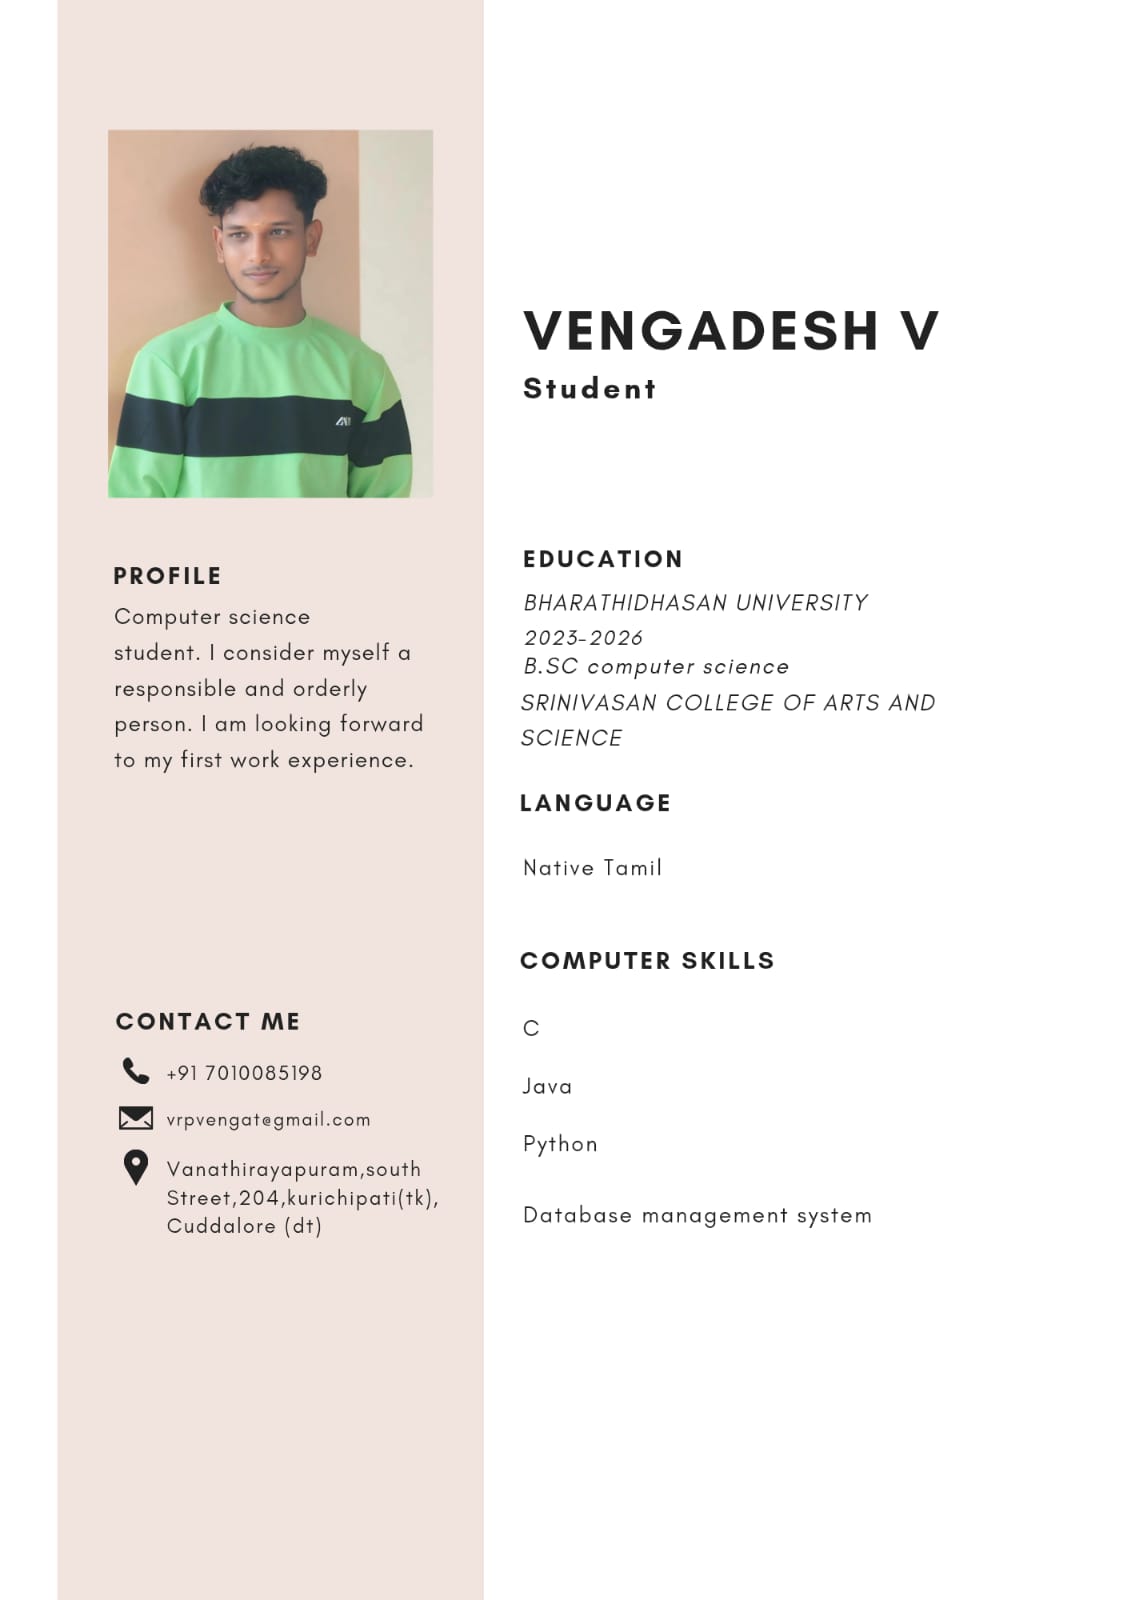 VENGADESH V
Student
PROFILE
Computer science
student. I consider myself a
responsible and orderly
person. I am looking forward
to my first work experience.
CONTACT ME
+91 7010085198
vrpvengat@gmail.com
Vanathirayapuram,south
Street,204,kurichipati(tk),
Cuddalore (dt)
EDUCATION
BHARATHIDHASAN UNIVERSITY
2023-2026
B.SC computer science
SRINIVASAN COLLEGE OF ARTS AND
SCIENCE
LANGUAGE
Native Tamil
COMPUTER SKILLS
C
Java
Python
Database management system